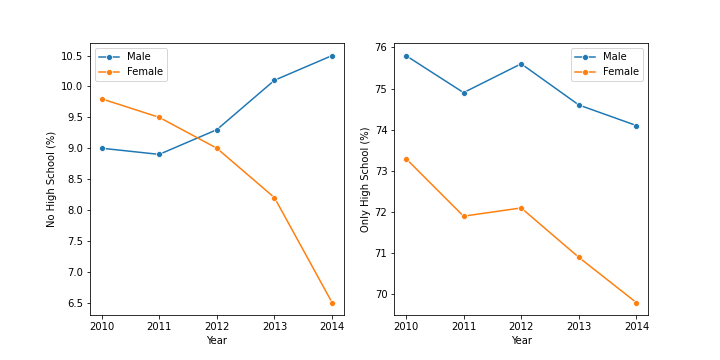 10.5
10.0
9.5
9.0
8.5
8.0
7.5
7.0
6.5
No High School (%)
Male
Female
2010 2011 2012 2013 2014
Year
76
75
74
73
72
71
70
Only High School (%)
Male
Female
2010 2011 2012 2013 2014
Year